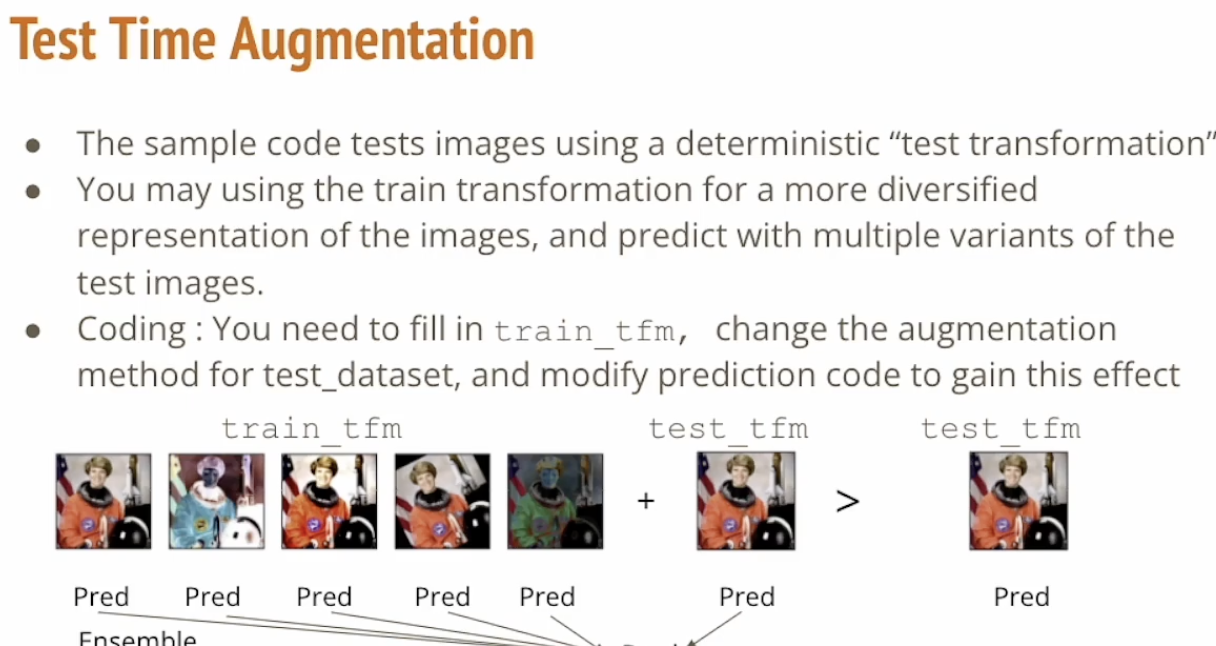 Test Time Augmentation
● The sample code tests images using a deterministic “test transformation”
● You may using the train transformation for a more diversified
representation of the images, and predict with multiple variants of the
test images.
● Coding : You need to fill in train_tfm, change the augmentation
method for test_dataset, and modify prediction code to gain this effect
train_tfm test_tfm test_tfm
+ >
Pred Pred Pred Pred Pred Pred Pred
Ensemble